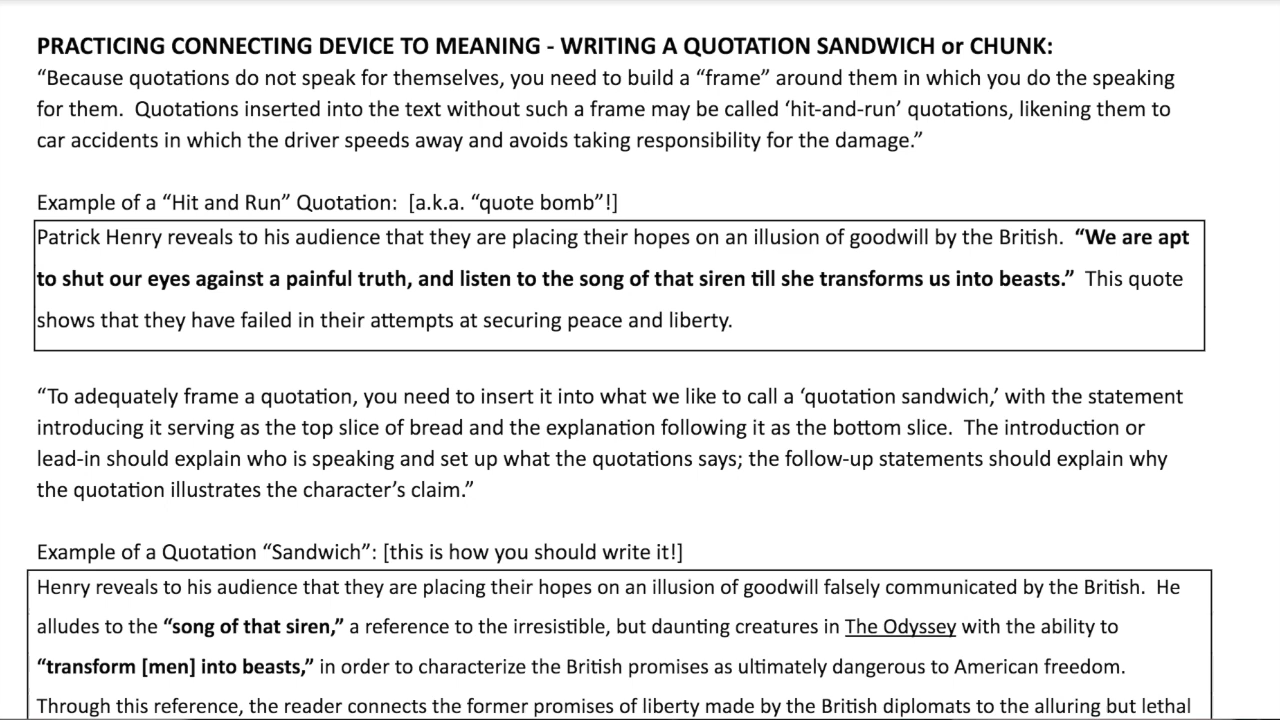 PRACTICING CONNECTING DEVICE TO MEANING - WRITING A QUOTATION SANDWICH or CHUNK:
“Because quotations do not speak for themselves, you need to build a “frame” around them in which you do the speaking
for them.  Quotations inserted into the text without such a frame may be called ‘hit-and-run’ quotations, likening them to
car accidents in which the driver speeds away and avoids taking responsibility for the damage.”
Example of a “Hit and Run” Quotation:  [a.k.a. “quote bomb”!]
Patrick Henry reveals to his audience that they are placing their hopes on an illusion of goodwill by the British.  “We are apt
to shut our eyes against a painful truth, and listen to the song of that siren till she transforms us into beasts.”  This quote
shows that they have failed in their attempts at securing peace and liberty.
“To adequately frame a quotation, you need to insert it into what we like to call a ‘quotation sandwich,’ with the statement
introducing it serving as the top slice of bread and the explanation following it as the bottom slice.  The introduction or
lead-in should explain who is speaking and set up what the quotations says; the follow-up statements should explain why
the quotation illustrates the character’s claim.”
Example of a Quotation “Sandwich”: [this is how you should write it!]
Henry reveals to his audience that they are placing their hopes on an illusion of goodwill falsely communicated by the British.  He
alludes to the “song of that siren,” a reference to the irresistible, but daunting creatures in The Odyssey with the ability to
“transform [men] into beasts,” in order to characterize the British promises as ultimately dangerous to American freedom.
Through this reference, the reader connects the former promises of liberty made by the British diplomats to the alluring but lethal